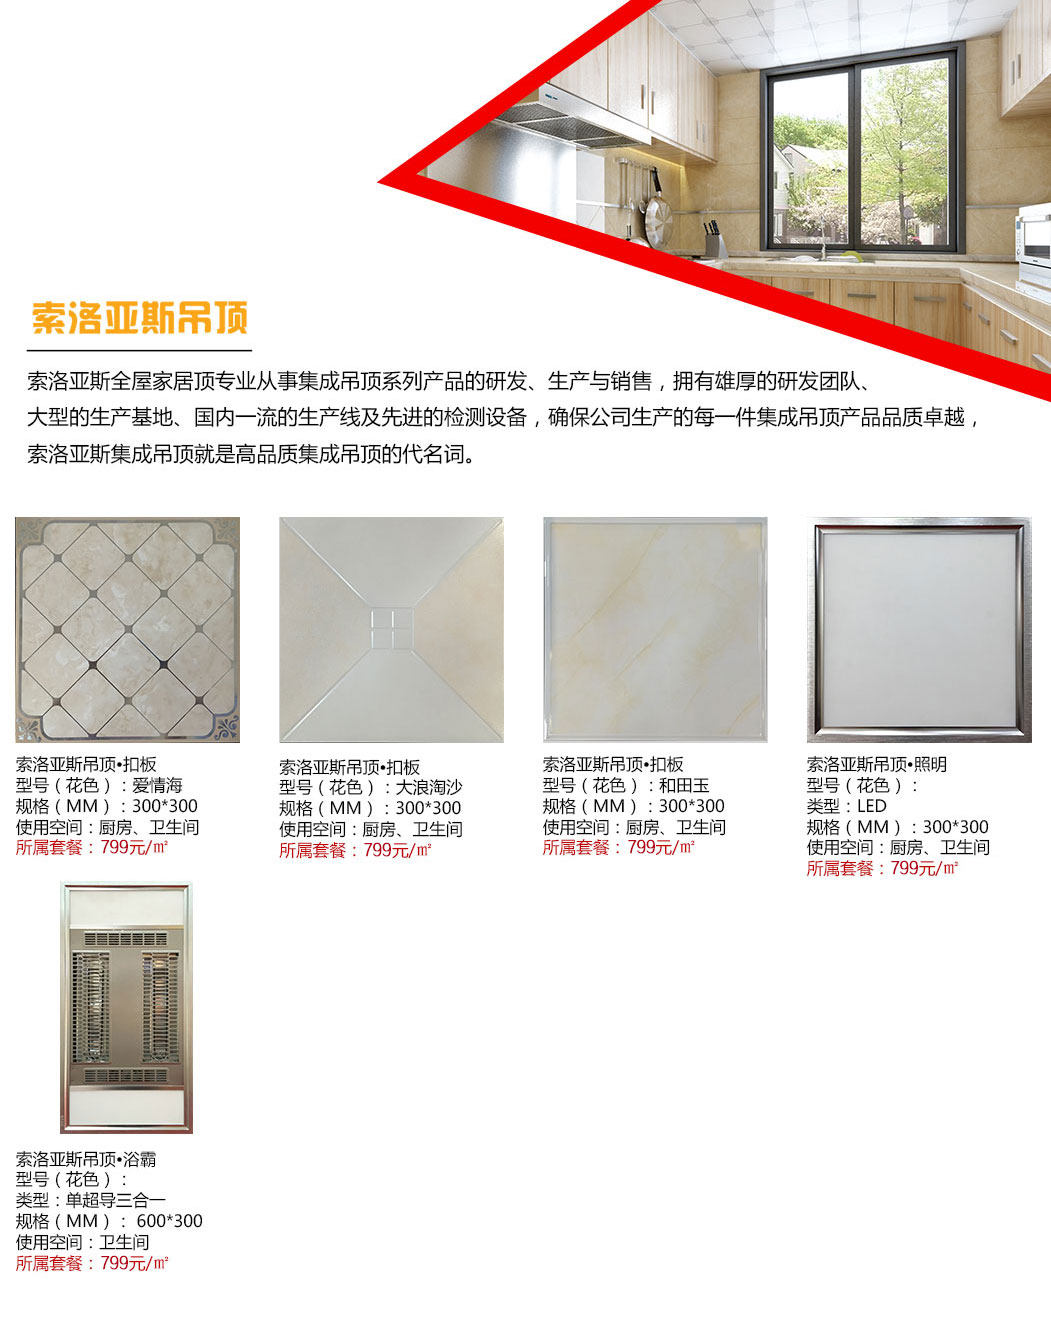 索洛亚斯吊顶
索洛亚斯全屋家居顶专业从事集成吊顶系列产品的研发、生产与销售，拥有雄厚的研发团队、
大型的生产基地、国内一流的生产线及先进的检测设备，确保公司生产的每一件集成吊顶产品品质卓越，
索洛亚斯集成吊顶就是高品质集成吊顶的代名词。
索洛亚斯吊顶•扣板
型号（花色）：爱情海
规格（MM）：300*300
使用空间：厨房、卫生间
所属套餐：799元/㎡
索洛亚斯吊顶•扣板
型号（花色）：大浪淘沙
规格（MM）：300*300
使用空间：厨房、卫生间
所属套餐：799元/㎡
索洛亚斯吊顶•扣板
型号（花色）：和田玉
规格（MM）：300*300
使用空间：厨房、卫生间
所属套餐：799元/㎡
索洛亚斯吊顶•照明
型号（花色）：
类型：LED
规格（MM）：300*300
使用空间：厨房、卫生间
所属套餐：799元/㎡
索洛亚斯吊顶•浴霸
型号（花色）：
类型：单超导三合一
规格（MM）：600*300
使用空间：卫生间
所属套餐：799元/㎡